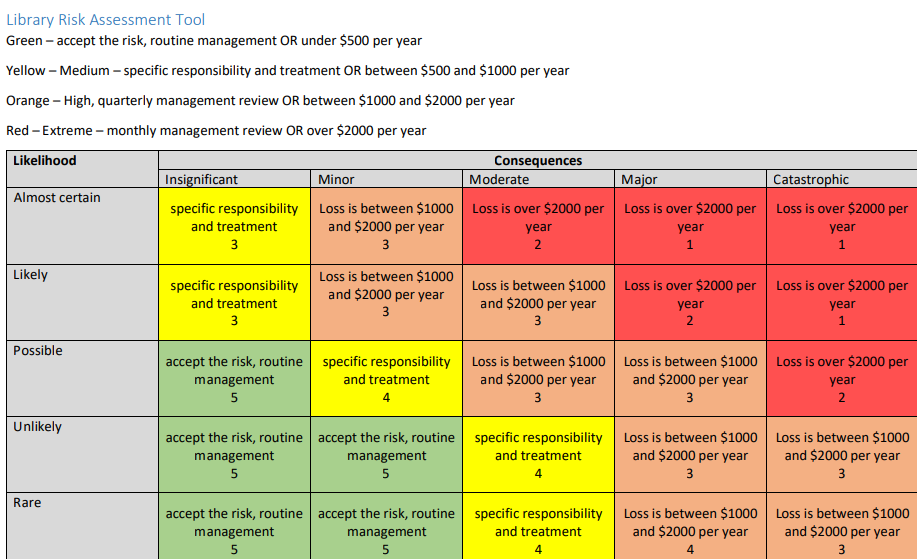 Library Risk Assessment Tool
Green – accept the risk, routine management OR under $500 per year
Yellow – Medium – specific responsibility and treatment OR between $500 and $1000 per year
Orange – High, quarterly management review OR between $1000 and $2000 per year
Red – Extreme – monthly management review OR over $2000 per year
Likelihood
Consequences
Insignificant
Minor
Moderate
Major
Catastrophic
Almost certain
specific responsibility
and treatment
3
Loss is between $1000
and $2000 per year
3
Loss is over $2000 per
year
2
Loss is over $2000 per
year
1
Loss is over $2000 per
year
1
Likely
specific responsibility
and treatment
3
Loss is between $1000
and $2000 per year
3
Loss is between $1000
and $2000 per year
3
Loss is over $2000 per
year
2
Loss is over $2000 per
year
1
Possible
accept the risk, routine
management
5
specific responsibility
and treatment
4
Loss is between $1000
and $2000 per year
3
Loss is between $1000
and $2000 per year
3
Loss is over $2000 per
year
2
Unlikely
accept the risk, routine
management
5
accept the risk, routine
management
5
specific responsibility
and treatment
4
Loss is between $1000
and $2000 per year
3
Loss is between $1000
and $2000 per year
3
Rare
accept the risk, routine
management
5
accept the risk, routine
management
5
specific responsibility
and treatment
4
Loss is between $1000
and $2000 per year
4
Loss is between $1000
and $2000 per year
3